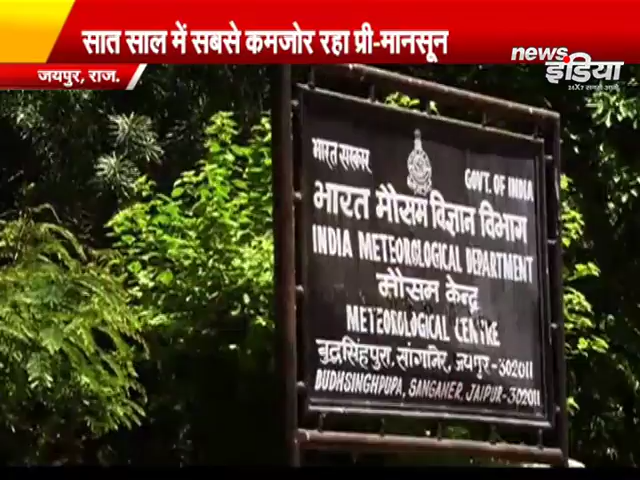 सात साल में सबसे कमजोर रहा प्री-मानसून
जयपुर, राज.
news
इंडिया
भारत सरकार
GOVT. OF INDIA
भारत मौसम विज्ञान विभाग
INDIA METEOROLOGICAL DEPARTMENT
मौसम केन्द्र
METEOROLOGICAL CENTRE
बुद्धसिंहपुरा, सांगानेर, जयपुर-302011
BUDHSINGHPUPA, SANGANER, JAIPUR-302011